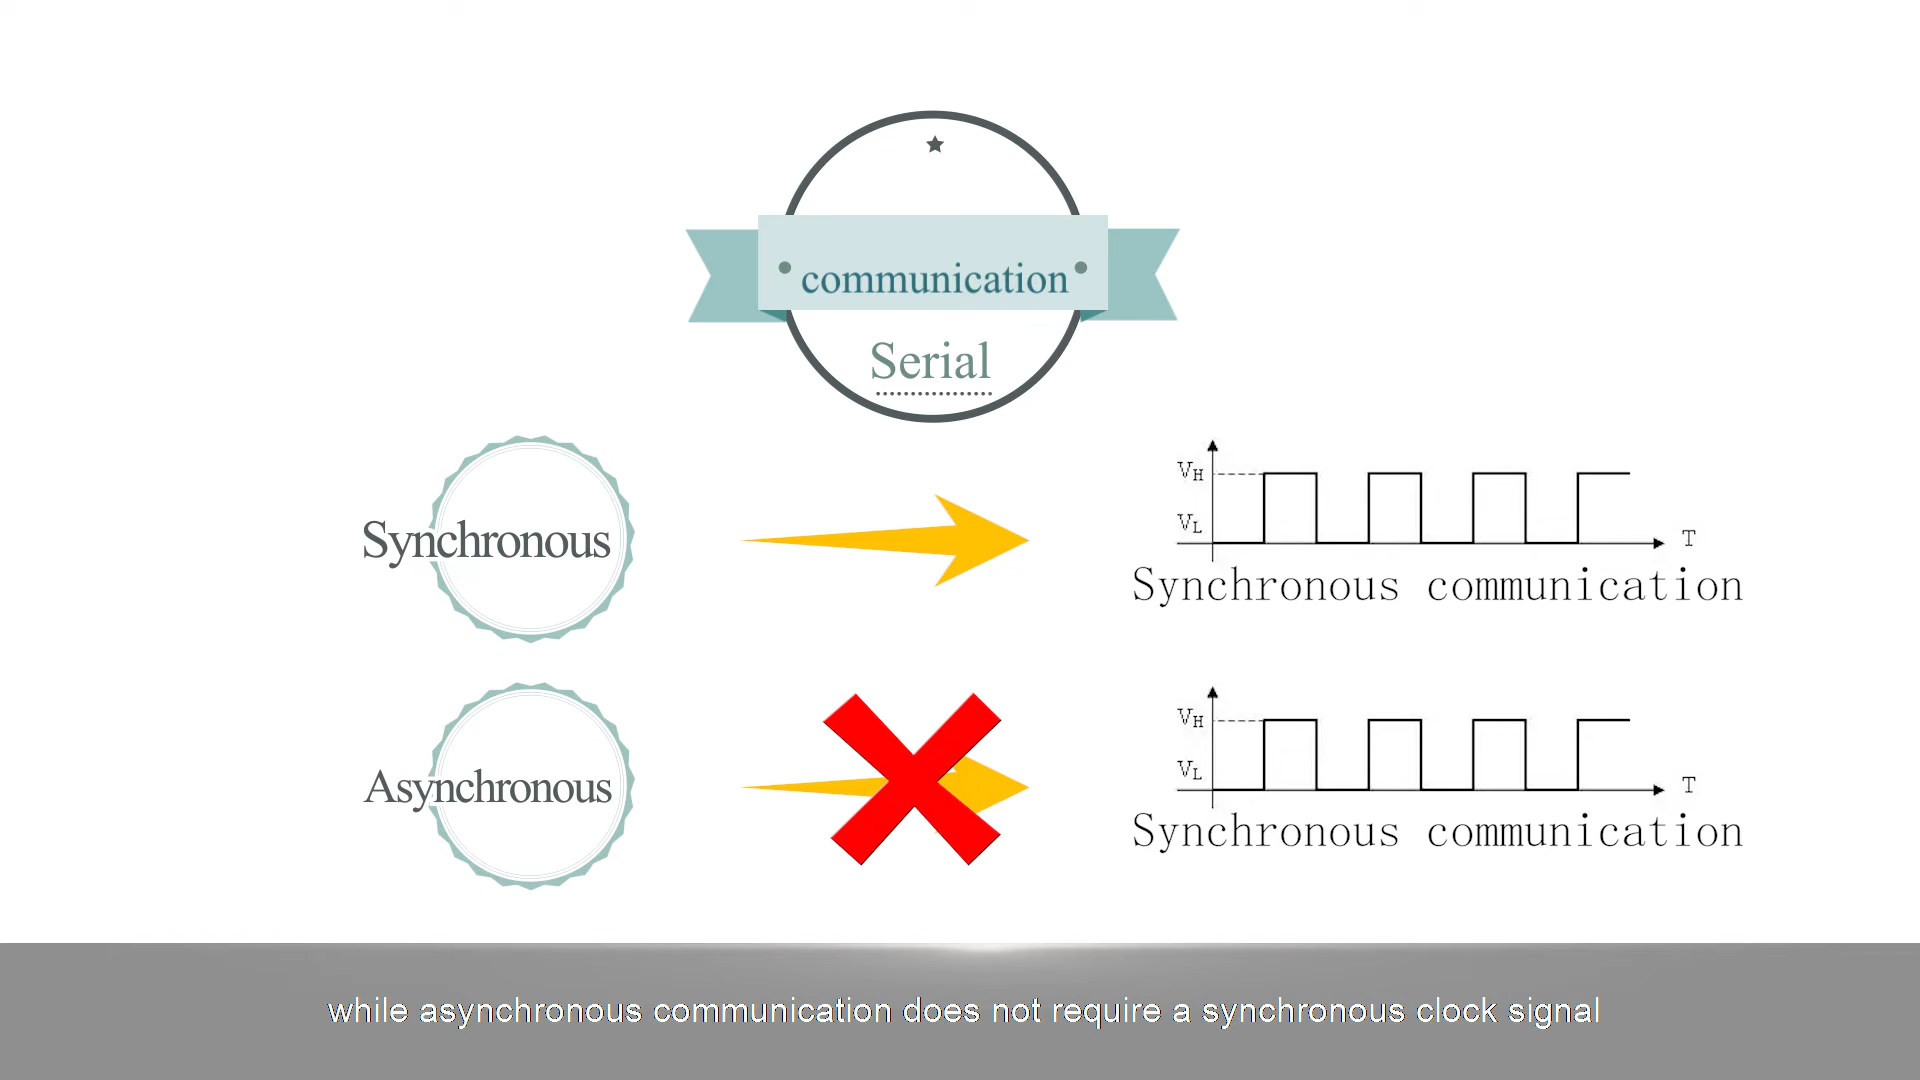 communication
Serial
Synchronous
VH
VL
T
Synchronous communication
Asynchronous
VH
VL
T
Synchronous communication
while asynchronous communication does not require a synchronous clock signal